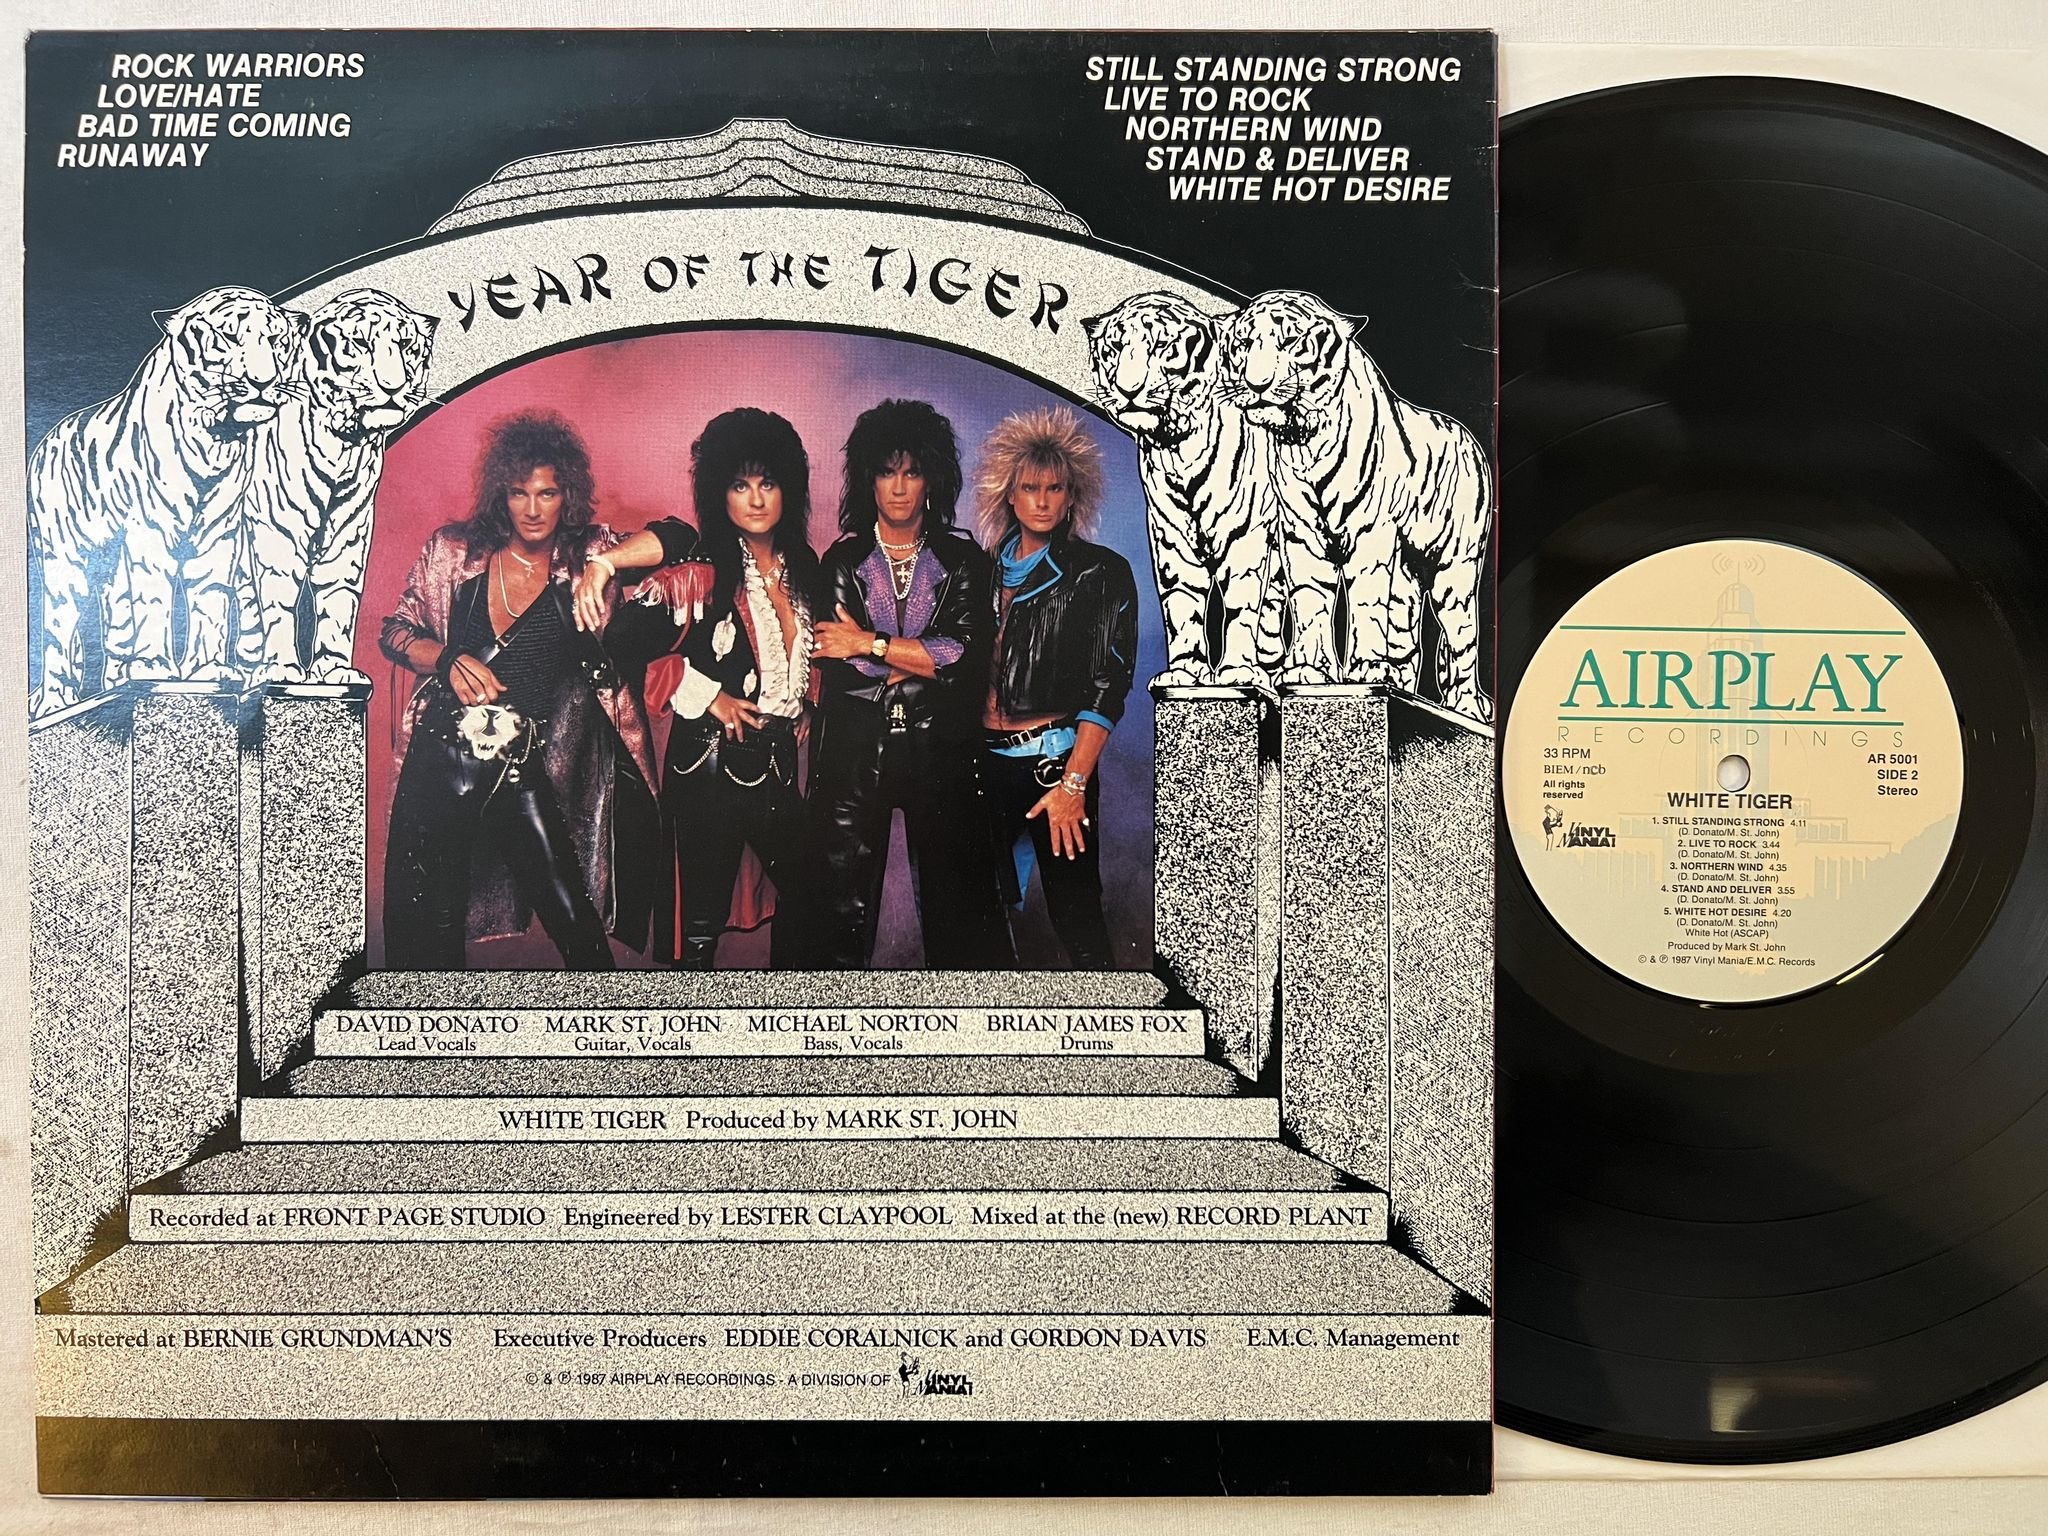 ROCK WARRIORS
LOVE/HATE
BAD TIME COMING
RUNAWAY
STILL STANDING STRONG
LIVE TO ROCK
NORTHERN WIND
STAND & DELIVER
WHITE HOT DESIRE
YEAR OF THE TIGER
DAVID DONATO MARK ST. JOHN MICHAEL NORTON BRIAN JAMES FOX
Lead Vocals Guitar, Vocals Bass, Vocals Drums
WHITE TIGER Produced by MARK ST. JOHN
Recorded at FRONT PAGE STUDIO Engineered by LESTER CLAYPOOL Mixed at the (new) RECORD PLANT
Mastered at BERNIE GRUNDMAN'S Executive Producers EDDIE CORALNICK and GORDON DAVIS E.M.C. Management
© & ℗ 1987 AIRPLAY RECORDINGS - A DIVISION OF VINYL MANIA!
AIRPLAY
RECORDINGS
33 RPM
BIEM/ncb
All rights
reserved
VINYL
MANIA!
AR 5001
SIDE 2
Stereo
WHITE TIGER
1. STILL STANDING STRONG 4.11
(D. Donato/M. St. John)
2. LIVE TO ROCK 3.44
(D. Donato/M. St. John)
3. NORTHERN WIND 4.35
(D. Donato/M. St. John)
4. STAND AND DELIVER 3.55
(D. Donato/M. St. John)
5. WHITE HOT DESIRE 4.20
(D. Donato/M. St. John)
White Hot (ASCAP)
Produced by Mark St. John
© & ℗ 1987 Vinyl Mania/E.M.C. Records